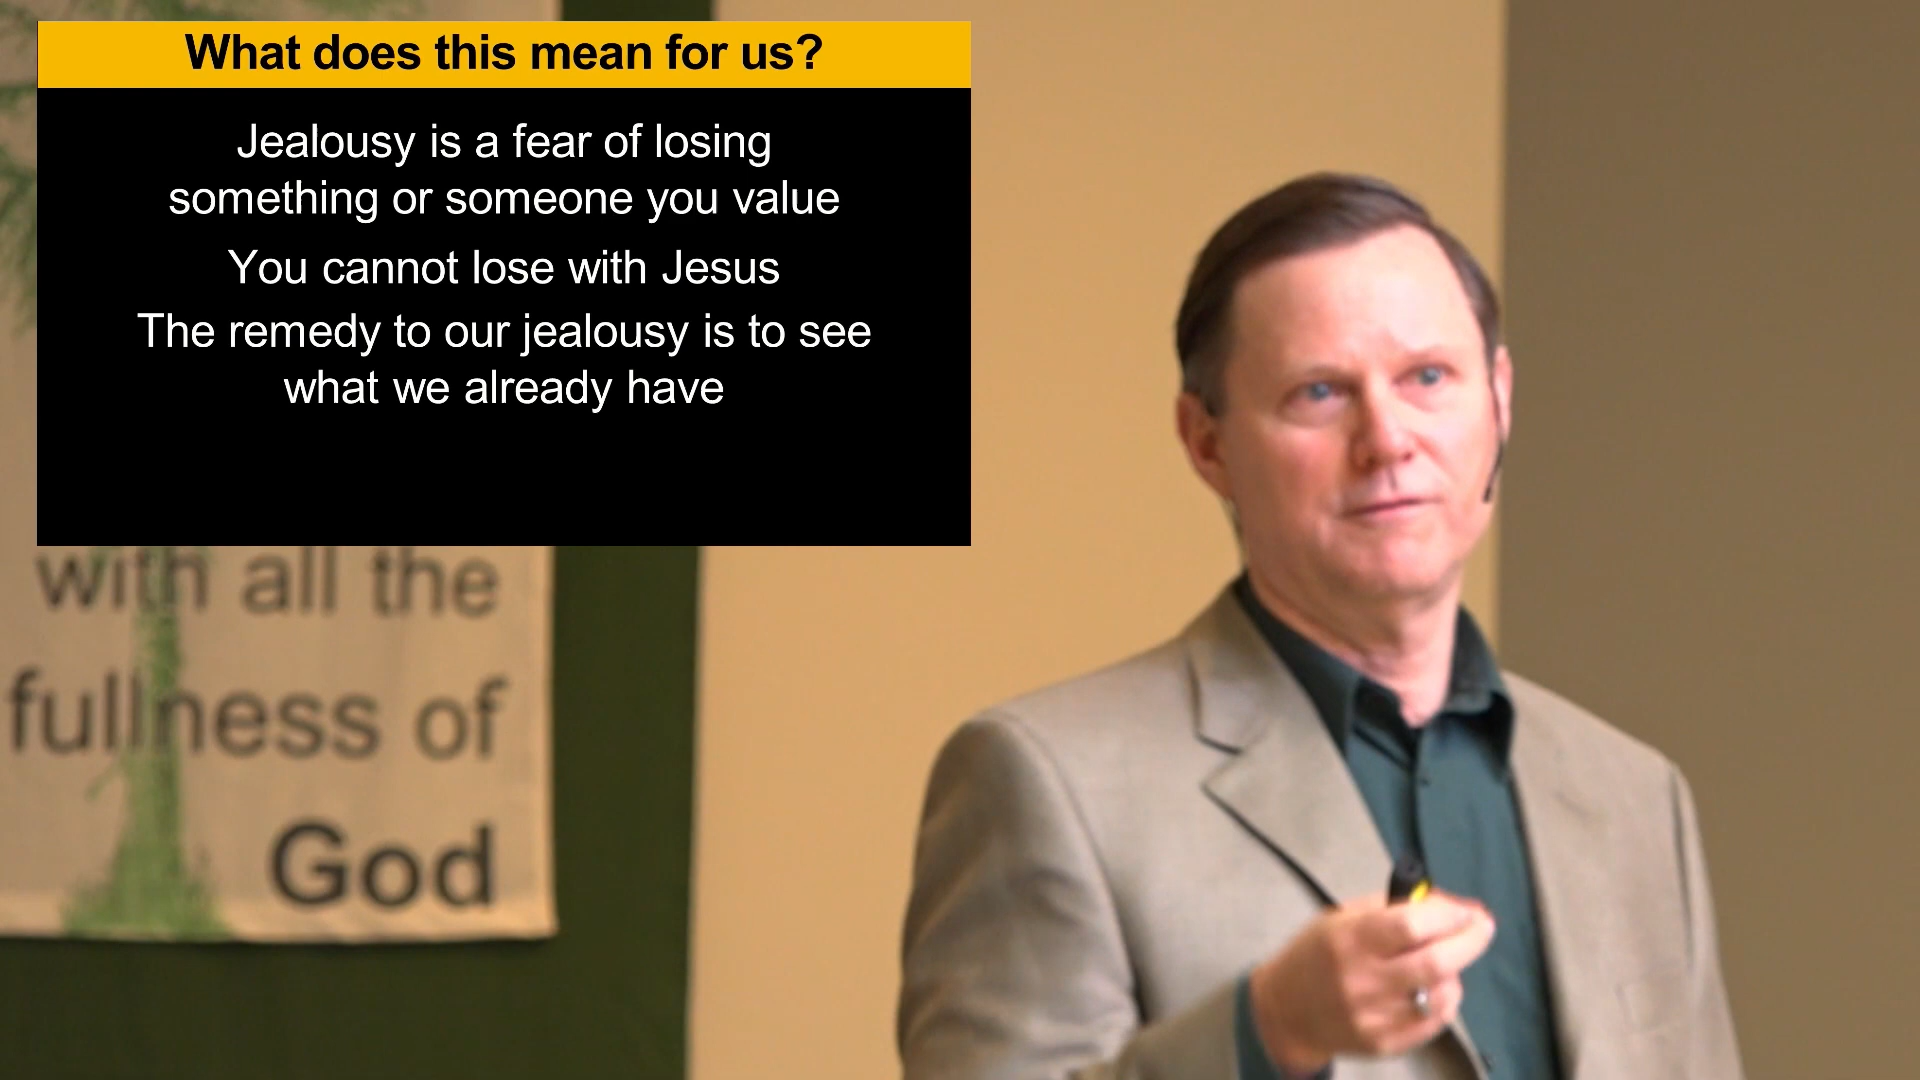 What does this mean for us?
Jealousy is a fear of losing
something or someone you value
You cannot lose with Jesus
The remedy to our jealousy is to see
what we already have
with all the
fullness of
God